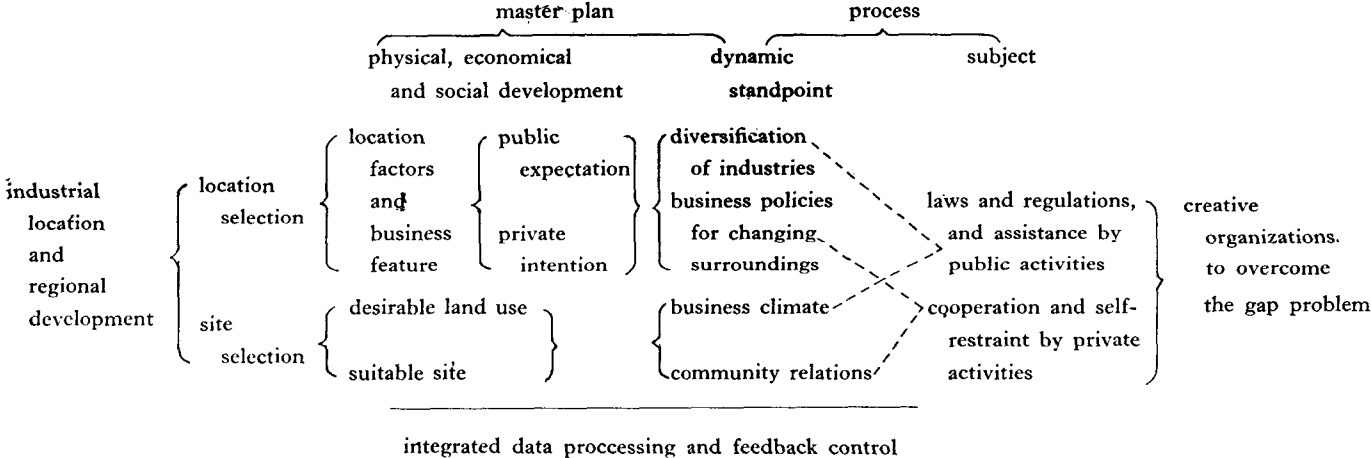 master plan
process
physical, economical
and social development
dynamic
standpoint
subject
industrial
location
and
regional
development
location
selection
site
selection
location
factors
and
business
feature
public
expectation
private
intention
desirable land use
suitable site
diversification
of industries
business policies
for changing
surroundings
business climate
community relations
laws and regulations,
and assistance by
public activities
cooperation and self-
restraint by private
activities
creative
organizations.
to overcome
the gap problem
integrated data proccessing and feedback control